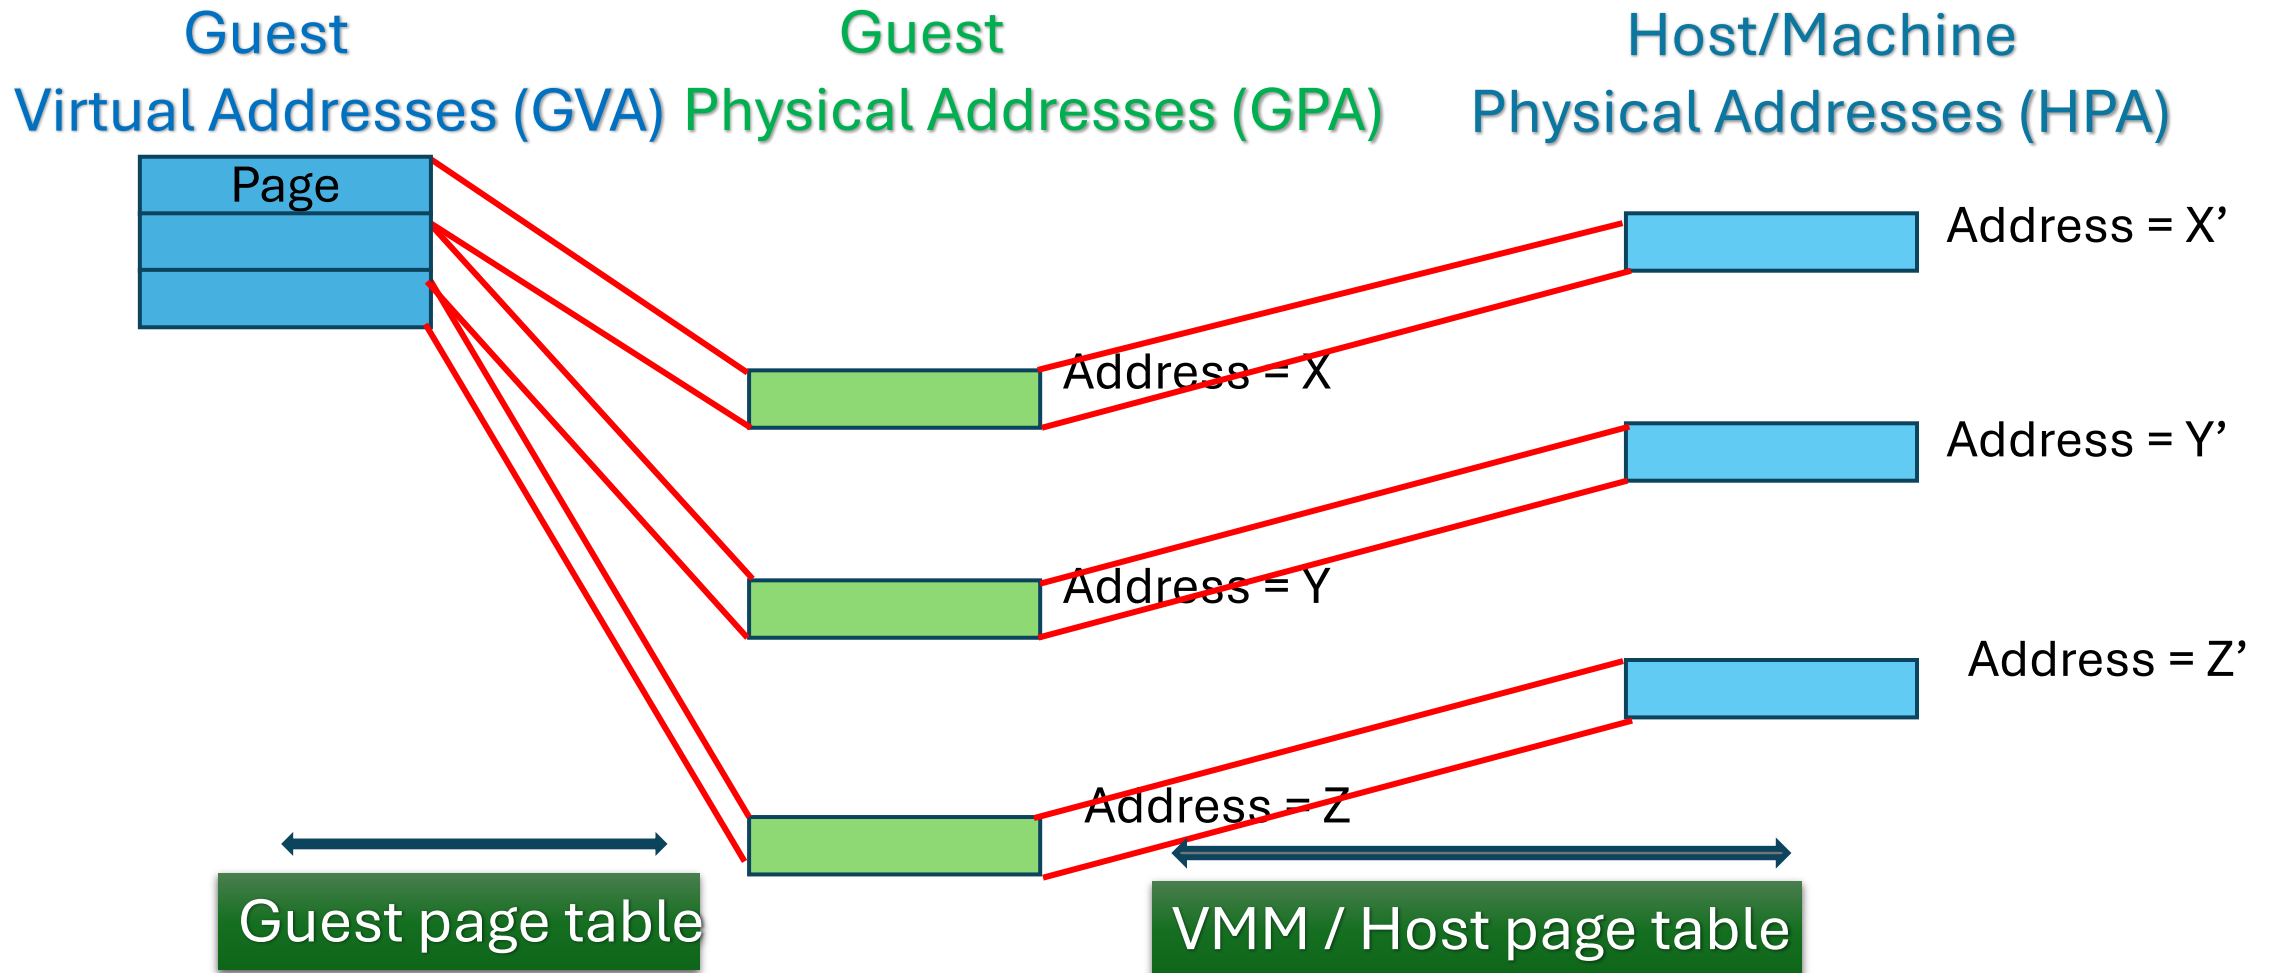 Guest
Virtual Addresses (GVA)
Guest
Physical Addresses (GPA)
Host/Machine
Physical Addresses (HPA)
Page
Address = X’
Address = X
Address = Y’
Address = Y
Address = Z’
Address = Z
Guest page table
VMM / Host page table